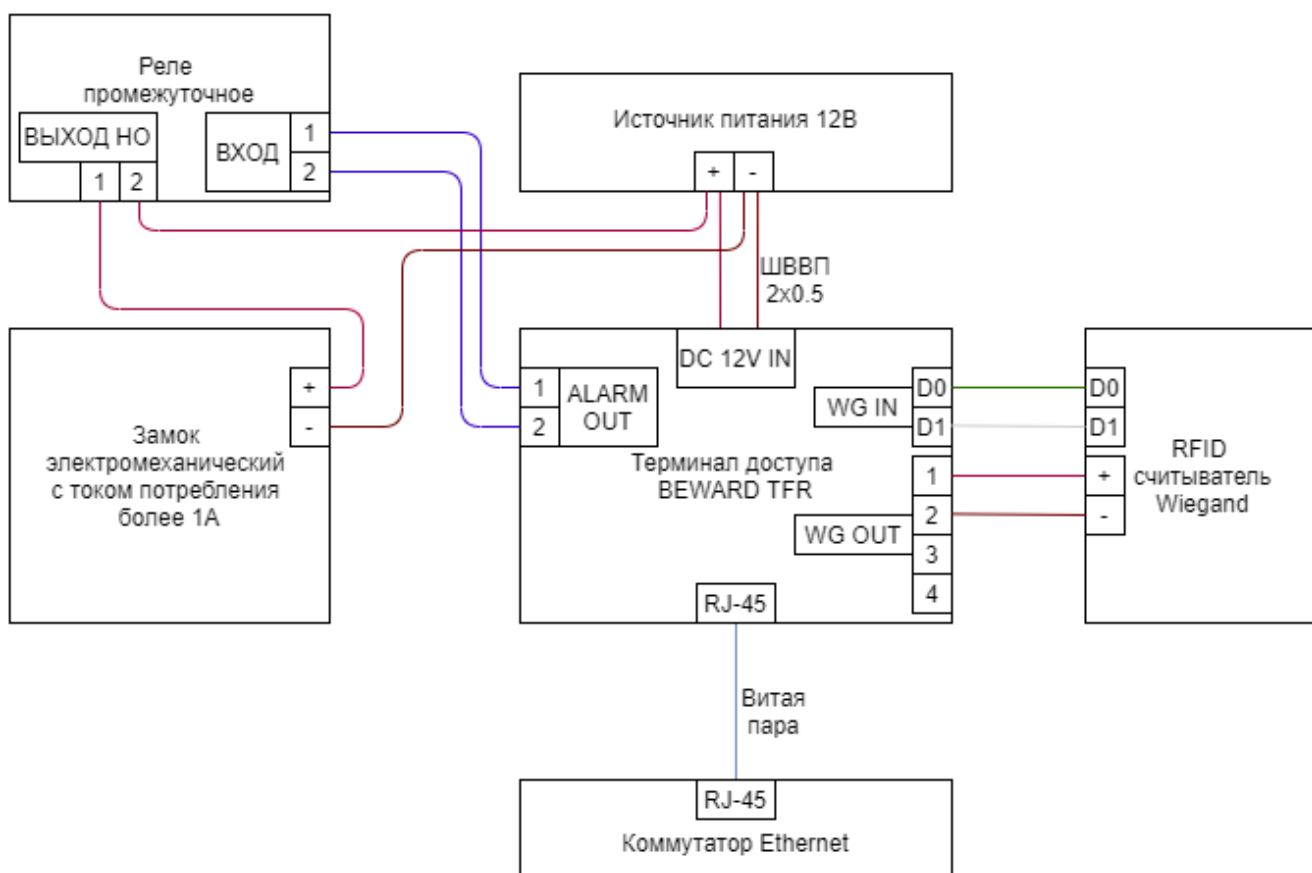 Реле
промежуточное
ВЫХОД НО
1
2
ВХОД
1
2
Источник питания 12В
+
-
ШВВП
2x0.5
Замок
электромеханический
с током потребления
более 1А
+
-
DC 12V IN
1
2
ALARM
OUT
WG IN
D0
D1
Терминал доступа
BEWARD TFR
WG OUT
1
2
3
4
RJ-45
D0
D1
+
-
RFID
считыватель
Wiegand
Витая
пара
RJ-45
Коммутатор Ethernet